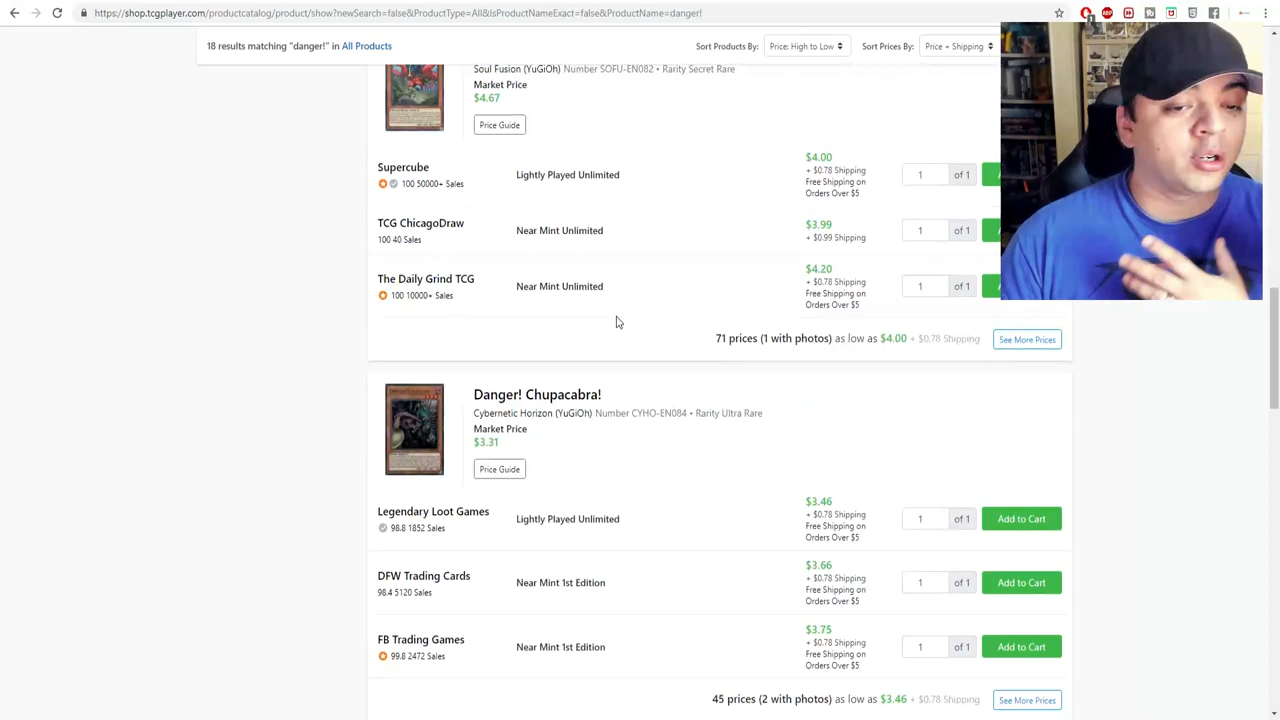 https://shop.tcgplayer.com/productcatalog/product/show?newSearch=false&ProductType=All&IsProductNameExact=false&ProductName=danger!
18 results matching "danger!" in All Products
Sort Products By: Price: High to Low
Sort Prices By: Price + Shipping
Soul Fusion (YuGiOh) Number SOFU-EN082 • Rarity Secret Rare
Market Price
$4.67
Price Guide
Supercube
100 50000+ Sales
Lightly Played Unlimited
$4.00
+ $0.78 Shipping
Free Shipping on
Orders Over $5
1 of 1
TCG ChicagoDraw
100 40 Sales
Near Mint Unlimited
$3.99
+ $0.99 Shipping
1 of 1
The Daily Grind TCG
100 10000+ Sales
Near Mint Unlimited
$4.20
+ $0.78 Shipping
Free Shipping on
Orders Over $5
1 of 1
71 prices (1 with photos) as low as $4.00 + $0.78 Shipping
See More Prices
Danger! Chupacabra!
Cybernetic Horizon (YuGiOh) Number CYHO-EN084 • Rarity Ultra Rare
Market Price
$3.31
Price Guide
Legendary Loot Games
98.8 1852 Sales
Lightly Played Unlimited
$3.46
+ $0.78 Shipping
Free Shipping on
Orders Over $5
1 of 1
Add to Cart
DFW Trading Cards
98.4 5120 Sales
Near Mint 1st Edition
$3.66
+ $0.78 Shipping
Free Shipping on
Orders Over $5
1 of 1
Add to Cart
FB Trading Games
99.8 2472 Sales
Near Mint 1st Edition
$3.75
+ $0.78 Shipping
Free Shipping on
Orders Over $5
1 of 1
Add to Cart
45 prices (2 with photos) as low as $3.46 + $0.78 Shipping
See More Prices